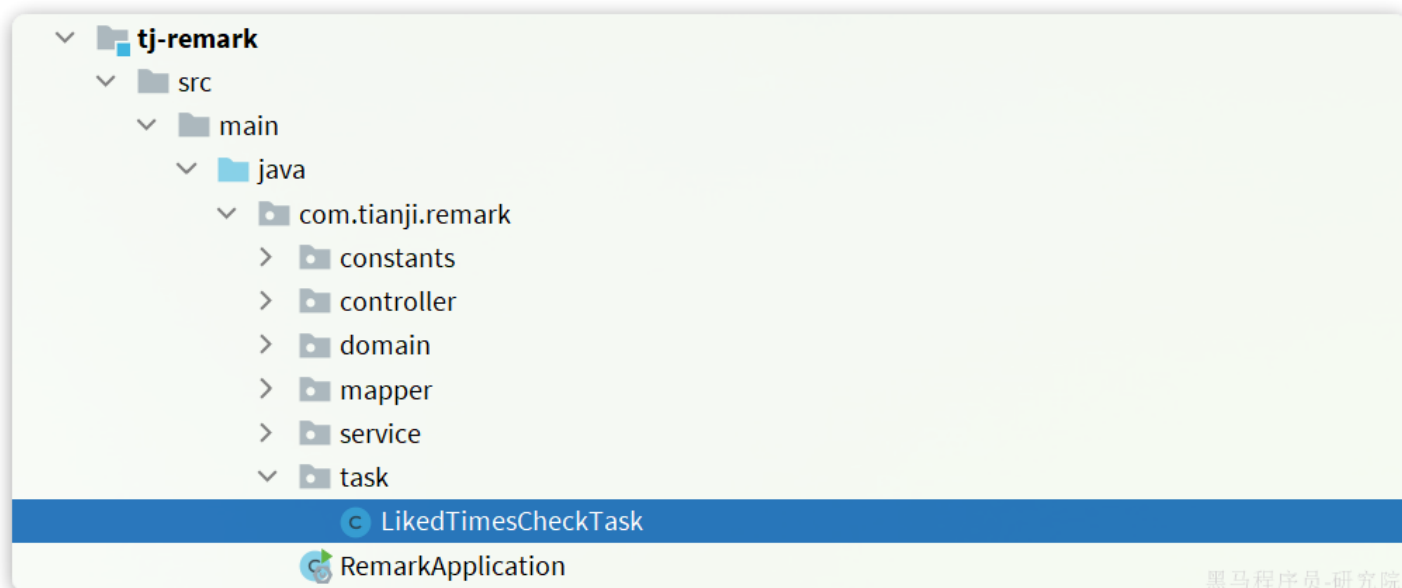 tj-remark
src
main
java
com.tianji.remark
constants
controller
domain
mapper
service
task
C LikedTimesCheckTask
RemarkApplication
黑马程序员-研究院